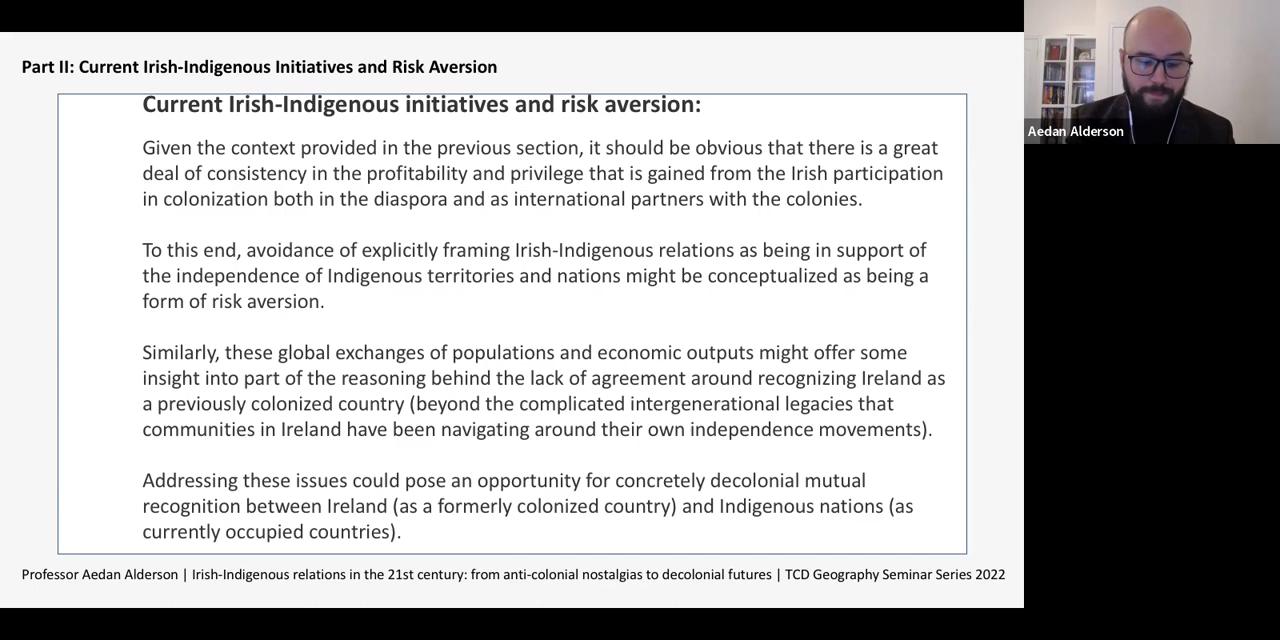 Part II: Current Irish-Indigenous Initiatives and Risk Aversion
Current Irish-Indigenous initiatives and risk aversion:
Given the context provided in the previous section, it should be obvious that there is a great
deal of consistency in the profitability and privilege that is gained from the Irish participation
in colonization both in the diaspora and as international partners with the colonies.
To this end, avoidance of explicitly framing Irish-Indigenous relations as being in support of
the independence of Indigenous territories and nations might be conceptualized as being a
form of risk aversion.
Similarly, these global exchanges of populations and economic outputs might offer some
insight into part of the reasoning behind the lack of agreement around recognizing Ireland as
a previously colonized country (beyond the complicated intergenerational legacies that
communities in Ireland have been navigating around their own independence movements).
Addressing these issues could pose an opportunity for concretely decolonial mutual
recognition between Ireland (as a formerly colonized country) and Indigenous nations (as
currently occupied countries).
Professor Aedan Alderson | Irish-Indigenous relations in the 21st century: from anti-colonial nostalgias to decolonial futures | TCD Geography Seminar Series 2022
Aedan Alderson